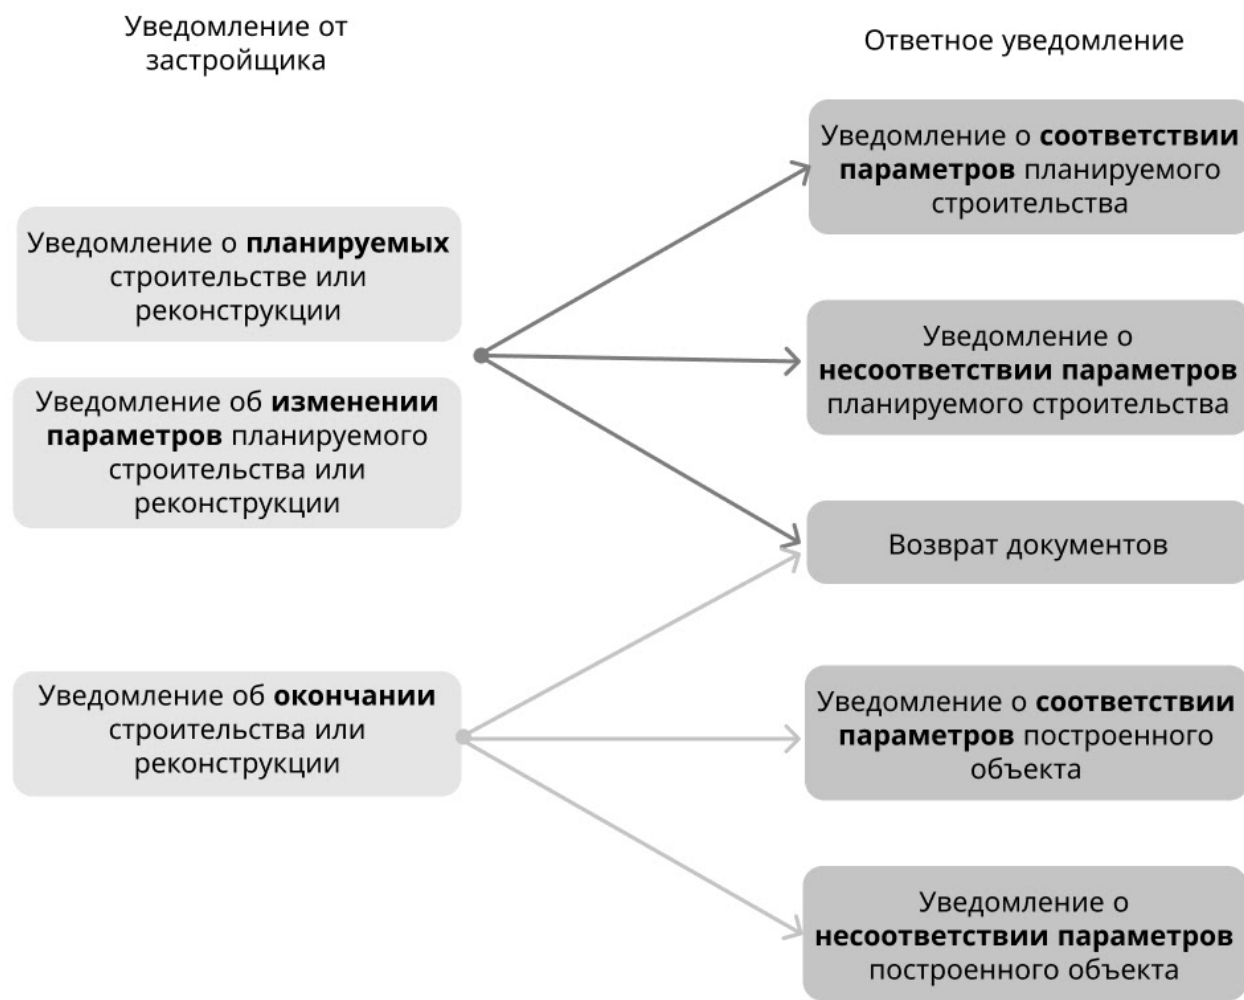 Уведомление от
застройщика
Ответное уведомление
Уведомление о планируемых
строительстве или
реконструкции
Уведомление об изменении
параметров планируемого
строительства или
реконструкции
Уведомление об окончании
строительства или
реконструкции
Уведомление о соответствии
параметров планируемого
строительства
Уведомление о
несоответствии параметров
планируемого строительства
Возврат документов
Уведомление о соответствии
параметров построенного
объекта
Уведомление о
несоответствии параметров
построенного объекта